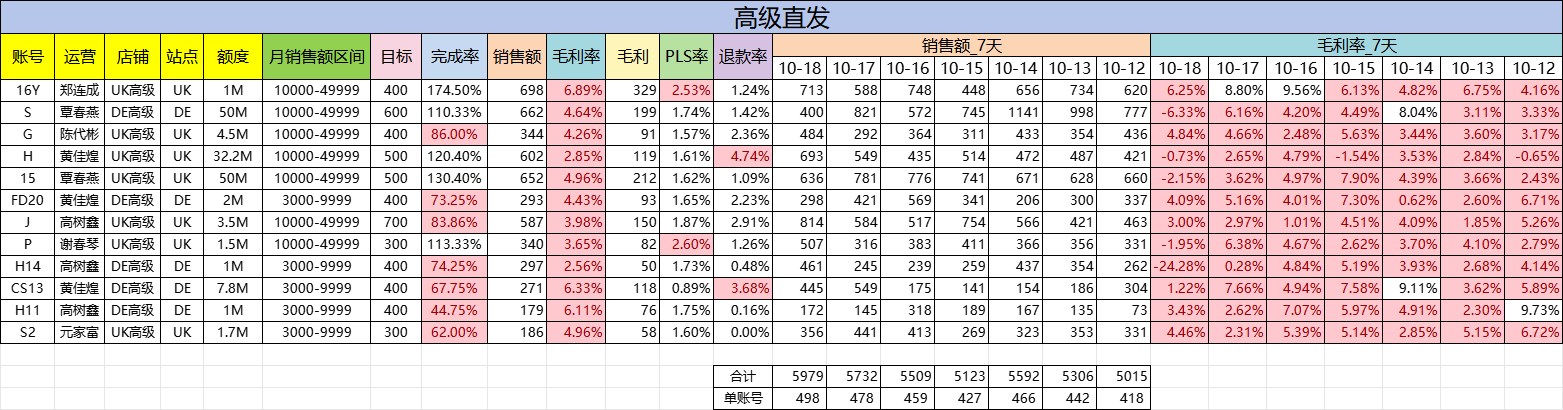 高级直发
账号 运营 店铺 站点 额度 月销售额区间 目标 完成率 销售额 毛利率 毛利 PLS率 退款率 销售额_7天 毛利率_7天
10-18 10-17 10-16 10-15 10-14 10-13 10-12 10-18 10-17 10-16 10-15 10-14 10-13 10-12
16Y 郑连成 UK高级 UK 1M 10000-49999 400 174.50% 698 6.89% 329 2.53% 1.24% 713 588 748 448 656 734 620 6.25% 8.80% 9.56% 6.13% 4.82% 6.75% 4.16%
S 覃春燕 DE高级 DE 50M 10000-49999 600 110.33% 662 4.64% 199 1.74% 1.42% 400 821 572 745 1141 998 777 -6.33% 6.16% 4.20% 4.49% 8.04% 3.11% 3.33%
G 陈代彬 UK高级 UK 4.5M 10000-49999 400 86.00% 344 4.26% 91 1.57% 2.36% 484 292 364 311 433 354 436 4.84% 4.66% 2.48% 5.63% 3.44% 3.60% 3.17%
H 黄佳煌 UK高级 UK 32.2M 10000-49999 500 120.40% 602 2.85% 119 1.61% 4.74% 693 549 435 514 472 487 421 -0.73% 2.65% 4.79% -1.54% 3.53% 2.84% -0.65%
15 覃春燕 UK高级 UK 50M 10000-49999 500 130.40% 652 4.96% 212 1.62% 1.09% 636 781 776 741 671 628 660 -2.15% 3.62% 4.97% 7.90% 4.39% 3.66% 2.43%
FD20 黄佳煌 DE高级 DE 2M 3000-9999 400 73.25% 293 4.43% 93 1.65% 2.23% 298 421 569 341 206 300 337 4.09% 5.16% 4.01% 7.30% 0.62% 2.60% 6.71%
J 高树鑫 UK高级 UK 3.5M 10000-49999 700 83.86% 587 3.98% 150 1.87% 2.91% 814 584 517 754 566 421 463 3.00% 2.97% 1.01% 4.51% 4.09% 1.85% 5.26%
P 谢春琴 UK高级 UK 1.5M 10000-49999 300 113.33% 340 3.65% 82 2.60% 1.26% 507 316 383 411 366 356 331 -1.95% 6.38% 4.67% 2.62% 3.70% 4.10% 2.79%
H14 高树鑫 DE高级 DE 1M 3000-9999 400 74.25% 297 2.56% 50 1.73% 0.48% 461 245 239 259 437 354 262 -24.28% 0.28% 4.84% 5.19% 3.93% 2.68% 4.14%
CS13 黄佳煌 DE高级 DE 7.8M 3000-9999 400 67.75% 271 6.33% 118 0.89% 3.68% 445 549 175 141 154 186 304 1.22% 7.66% 4.94% 7.58% 9.11% 3.62% 5.89%
H11 高树鑫 DE高级 DE 1M 3000-9999 400 44.75% 179 6.11% 76 1.75% 0.16% 172 145 318 189 167 135 73 3.43% 2.62% 7.07% 5.97% 4.91% 2.30% 9.73%
S2 元家富 UK高级 UK 1.7M 3000-9999 300 62.00% 186 4.96% 58 1.60% 0.00% 356 441 413 269 323 353 331 4.46% 2.31% 5.39% 5.14% 2.85% 5.15% 6.72%
合计 5979 5732 5509 5123 5592 5306 5015
单账号 498 478 459 427 466 442 418